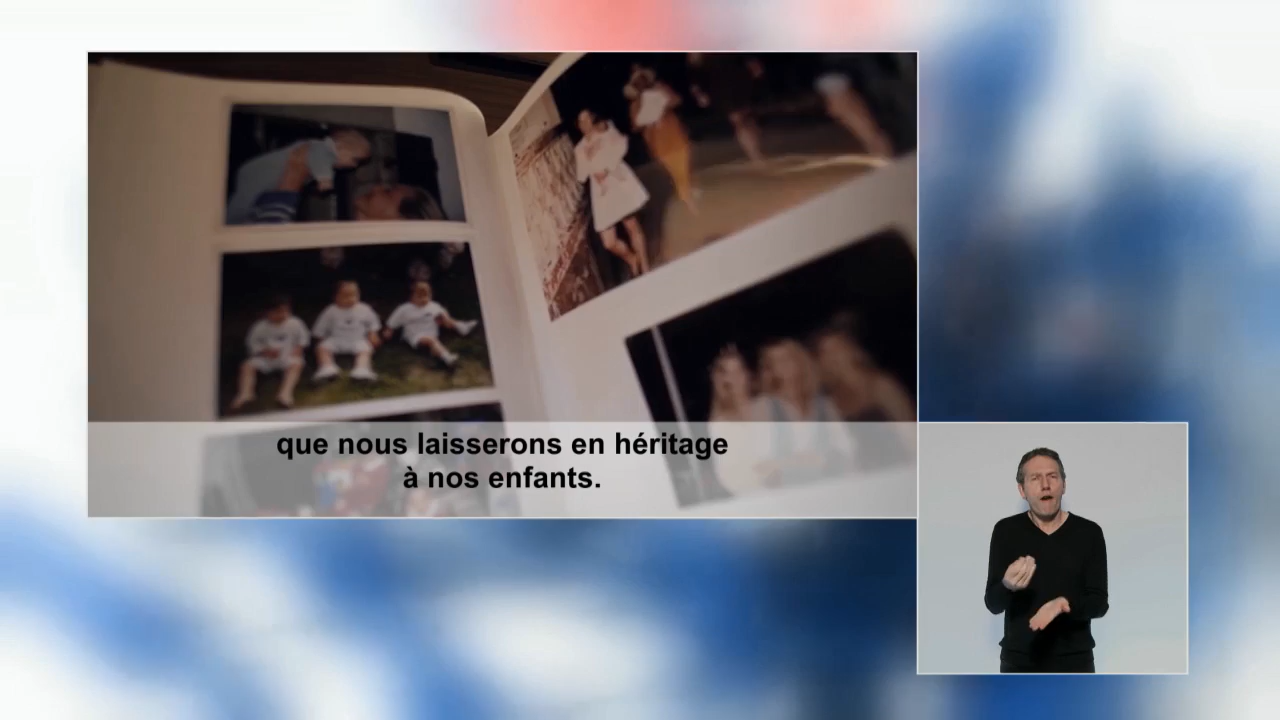 que nous laisserons en héritage
à nos enfants.